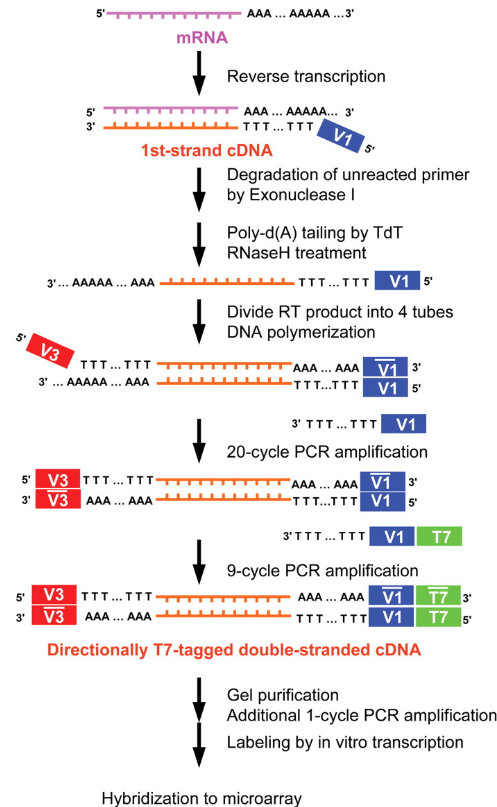 5' AAA ... AAAAA ...3'
mRNA
Reverse transcription
5' AAA ... AAAAA... 3'
3' TTT ... TTT V1 5'
1st-strand cDNA
Degradation of unreacted primer
by Exonuclease I
Poly-d(A) tailing by TdT
RNaseH treatment
3' ... AAAAA ... AAA TTT ... TTT V1 5'
Divide RT product into 4 tubes
DNA polymerization
5' V3 TTT ... TTT AAA ... AAA V1 3'
3' ... AAAAA ... AAA TTT...TTT V1 5'
3' TTT ... TTT V1
20-cycle PCR amplification
5' V3 TTT ... TTT AAA ... AAA V1 3'
3' V3 AAA ... AAA TTT...TTT V1 5'
3' TTT ... TTT V1 T7
9-cycle PCR amplification
5' V3 TTT ... TTT AAA ... AAA V1 T7 3'
3' V3 AAA ... AAA TTT ... TTT V1 T7 5'
Directionally T7-tagged double-stranded cDNA
Gel purification
Additional 1-cycle PCR amplification
Labeling by in vitro transcription
Hybridization to microarray